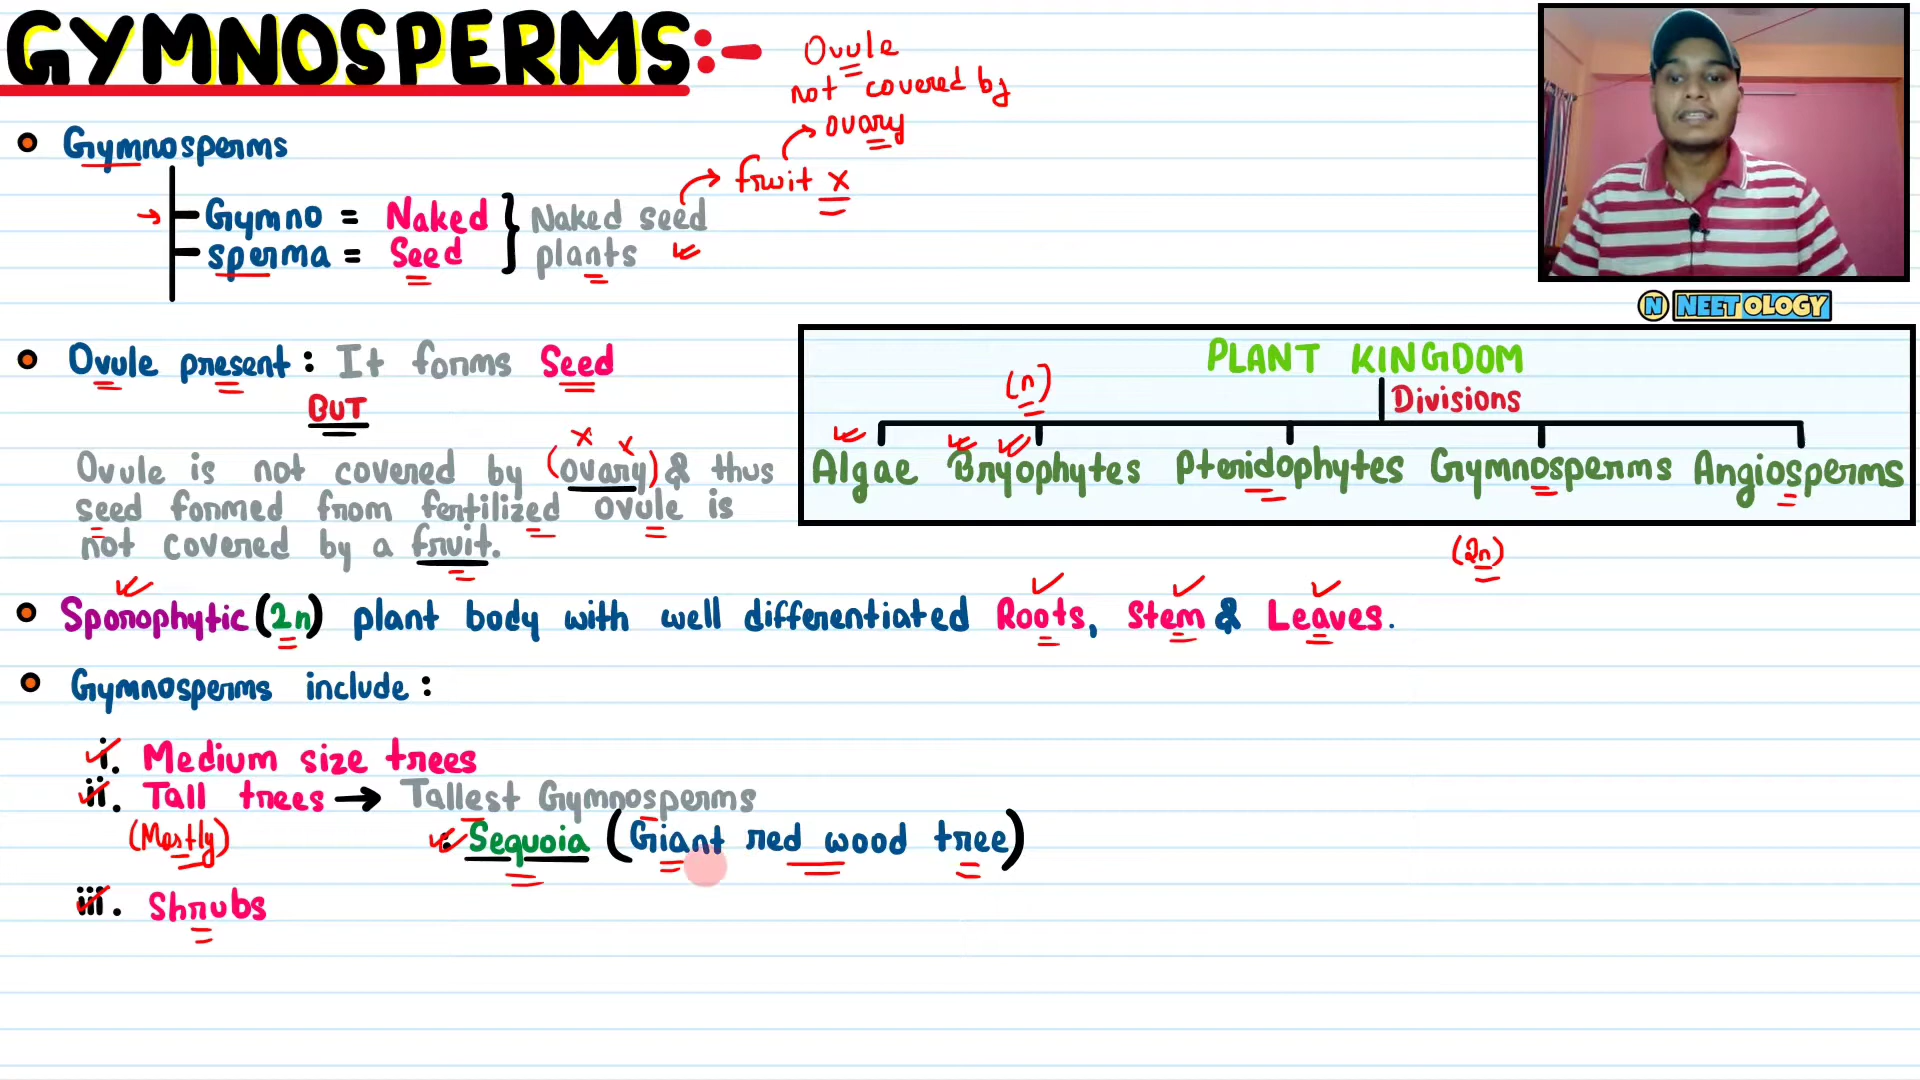 GYMNOSPERMS:-
Ovule
not covered by
ovary
fruit x
• Gymnosperms
Gymno = Naked } Naked seed
sperma = Seed plants
N NEETOLOGY
• Ovule present : It forms Seed
BUT
Ovule is not covered by (ovary) & thus
seed formed from fertilized ovule is
not covered by a fruit.
PLANT KINGDOM
Divisions
(n)
Algae Bryophytes Pteridophytes Gymnosperms Angiosperms
(2n)
• Sporophytic (2n) plant body with well differentiated Roots, Stem & Leaves.
• Gymnosperms include :
i. Medium size trees
ii. Tall trees → Tallest Gymnosperms
(Mostly) : Sequoia (Giant red wood tree)
iii. Shrubs